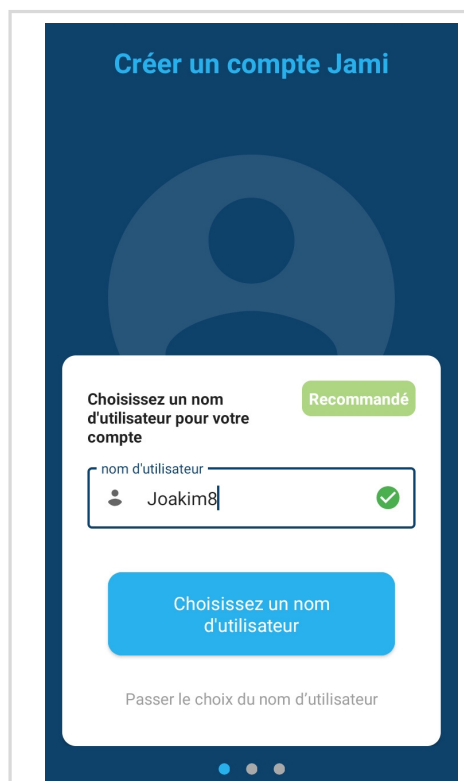 Créer un compte Jami
Choisissez un nom
d'utilisateur pour votre
compte
Recommandé
nom d'utilisateur
Joakim8
Choisissez un nom
d'utilisateur
Passer le choix du nom d’utilisateur